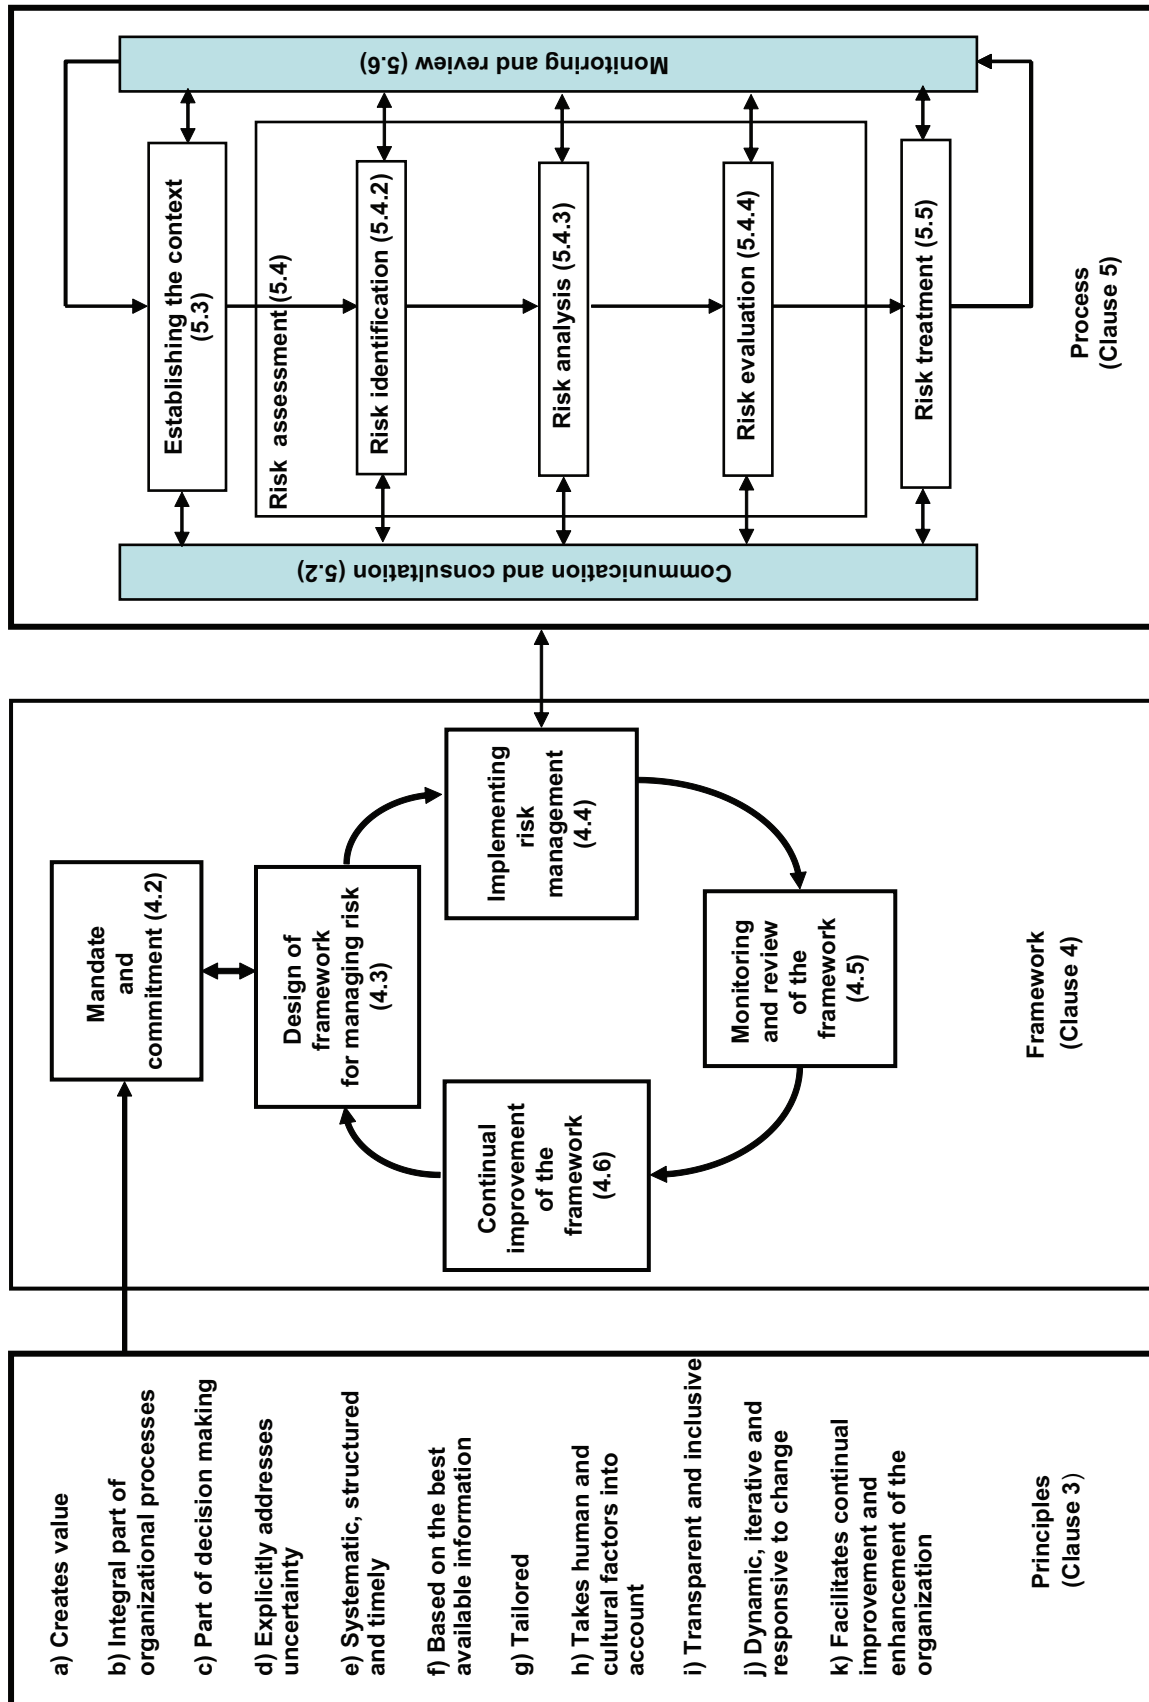 a) Creates value
b) Integral part of
organizational processes
c) Part of decision making
d) Explicitly addresses
uncertainty
e) Systematic, structured
and timely
f) Based on the best
available information
g) Tailored
h) Takes human and
cultural factors into
account
i) Transparent and inclusive
j) Dynamic, iterative and
responsive to change
k) Facilitates continual
improvement and
enhancement of the
organization
Principles
(Clause 3)
Mandate
and
commitment (4.2)
Design of
framework
for managing risk
(4.3)
Implementing
risk
management
(4.4)
Monitoring
and review
of the
framework
(4.5)
Continual
improvement
of the
framework
(4.6)
Framework
(Clause 4)
Communication and consultation (5.2)
Establishing the context
(5.3)
Risk assessment (5.4)
Risk identification (5.4.2)
Risk analysis (5.4.3)
Risk evaluation (5.4.4)
Risk treatment (5.5)
Monitoring and review (5.6)
Process
(Clause 5)